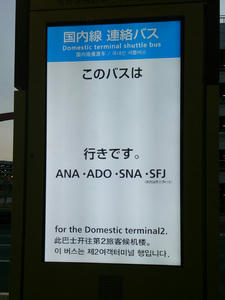 国内線 連絡バス
Domestic terminal shuttle bus
このバスは
行きです。
ANA・ADO・SNA・SFJ
for the Domestic terminal2.
此巴士开往第2旅客候机楼。
이 버스는 제2여객터미널 행입니다.